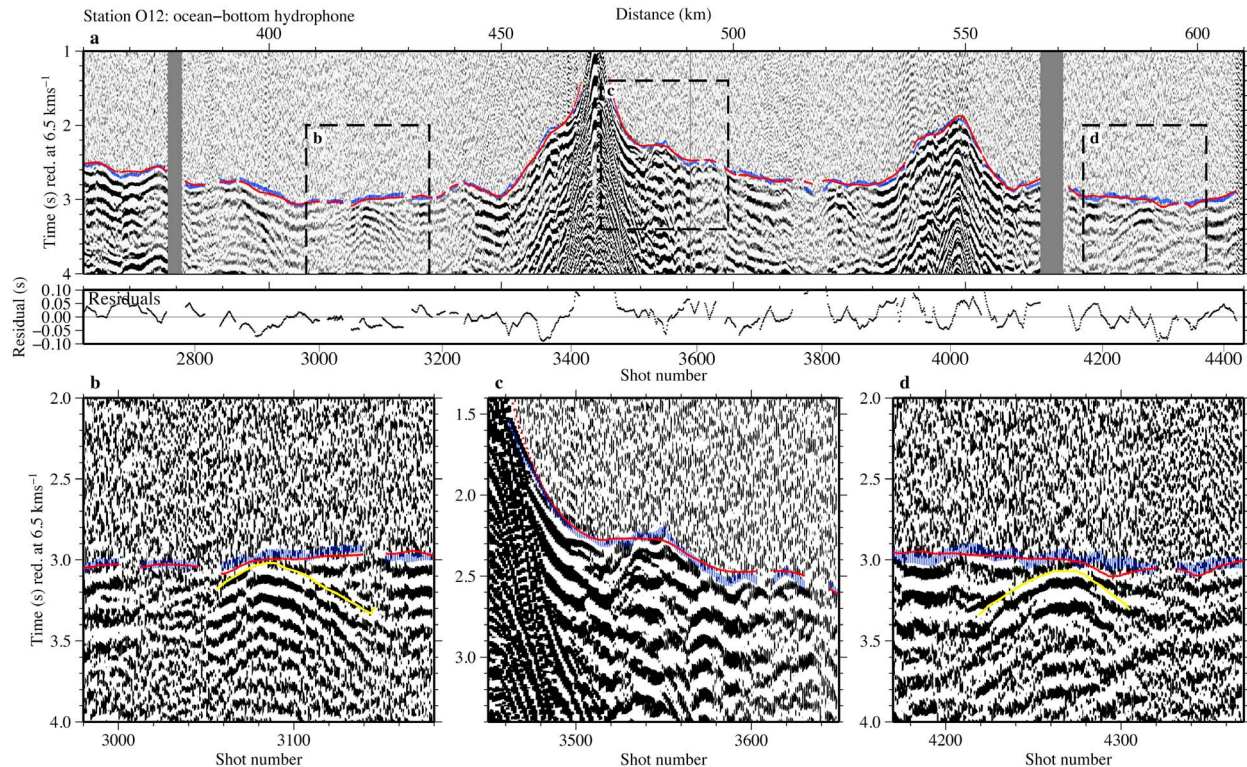 Station O12: ocean−bottom hydrophone
Distance (km)
a
400 450 500 550 600
Time (s) red. at 6.5 kms−1
1
2
3
4
b
c
d
Residual (s)
Residuals
0.10
0.05
0.00
−0.05
−0.10
2800 3000 3200 3400 3600 3800 4000 4200 4400
Shot number
b
c
d
Time (s) red. at 6.5 kms−1
2.0
2.5
3.0
3.5
4.0
3000 3100
Shot number
1.5
2.0
2.5
3.0
3500 3600
Shot number
2.0
2.5
3.0
3.5
4.0
4200 4300
Shot number